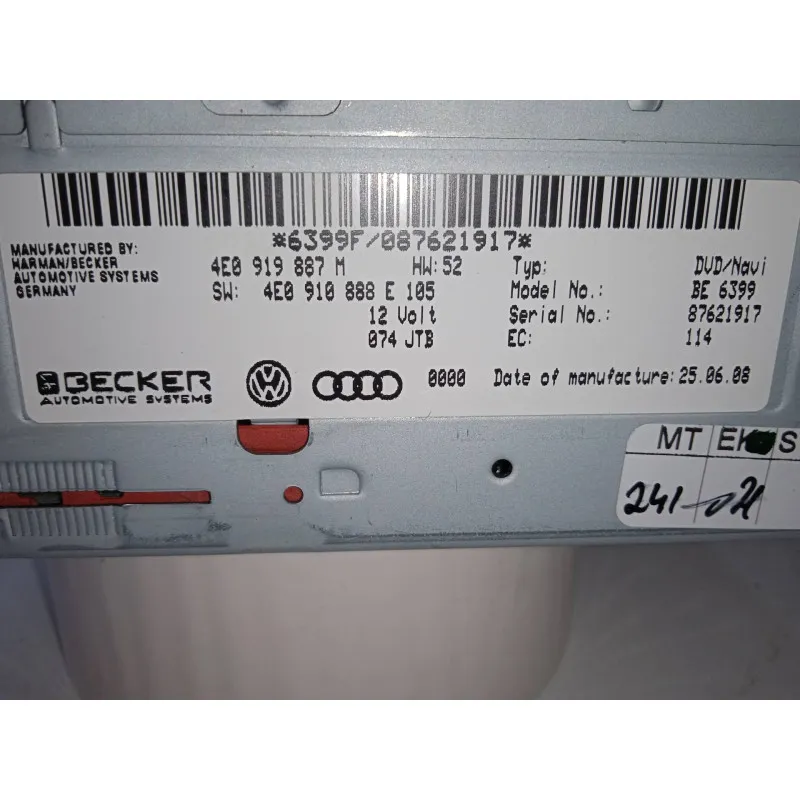 *6399F/087621917*
MANUFACTURED BY:
HARMAN/BECKER
AUTOMOTIVE SYSTEMS
GERMANY
4E0 919 887 M HW:52 Typ: DVD/Navi
SW: 4E0 910 888 E 105 Model No.: BE 6399
12 Volt Serial No.: 87621917
074 JTB EC: 114
BECKER
AUTOMOTIVE SYSTEMS
VW
0000 Date of manufacture: 25.06.08
MT S
241